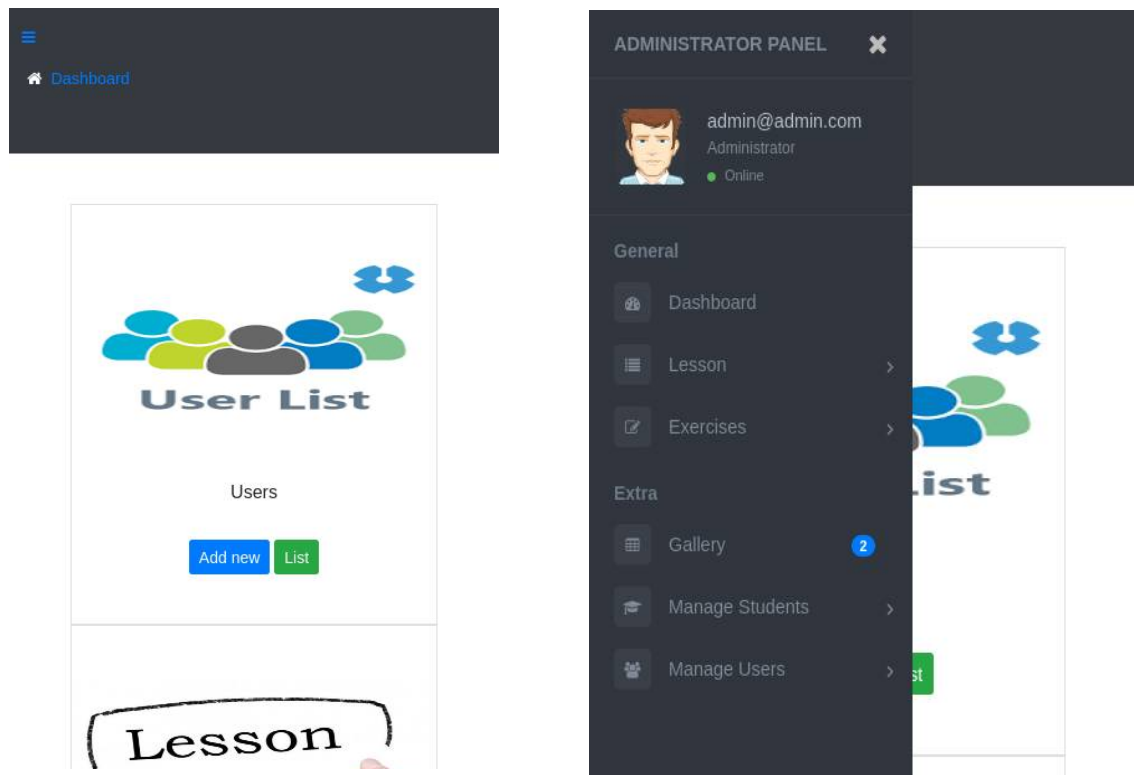 Dashboard
User List
Users
Add new
List
Lesson
ADMINISTRATOR PANEL
admin@admin.com
Administrator
Online
General
Dashboard
Lesson
Exercises
Extra
Gallery
2
Manage Students
Manage Users
ist
st